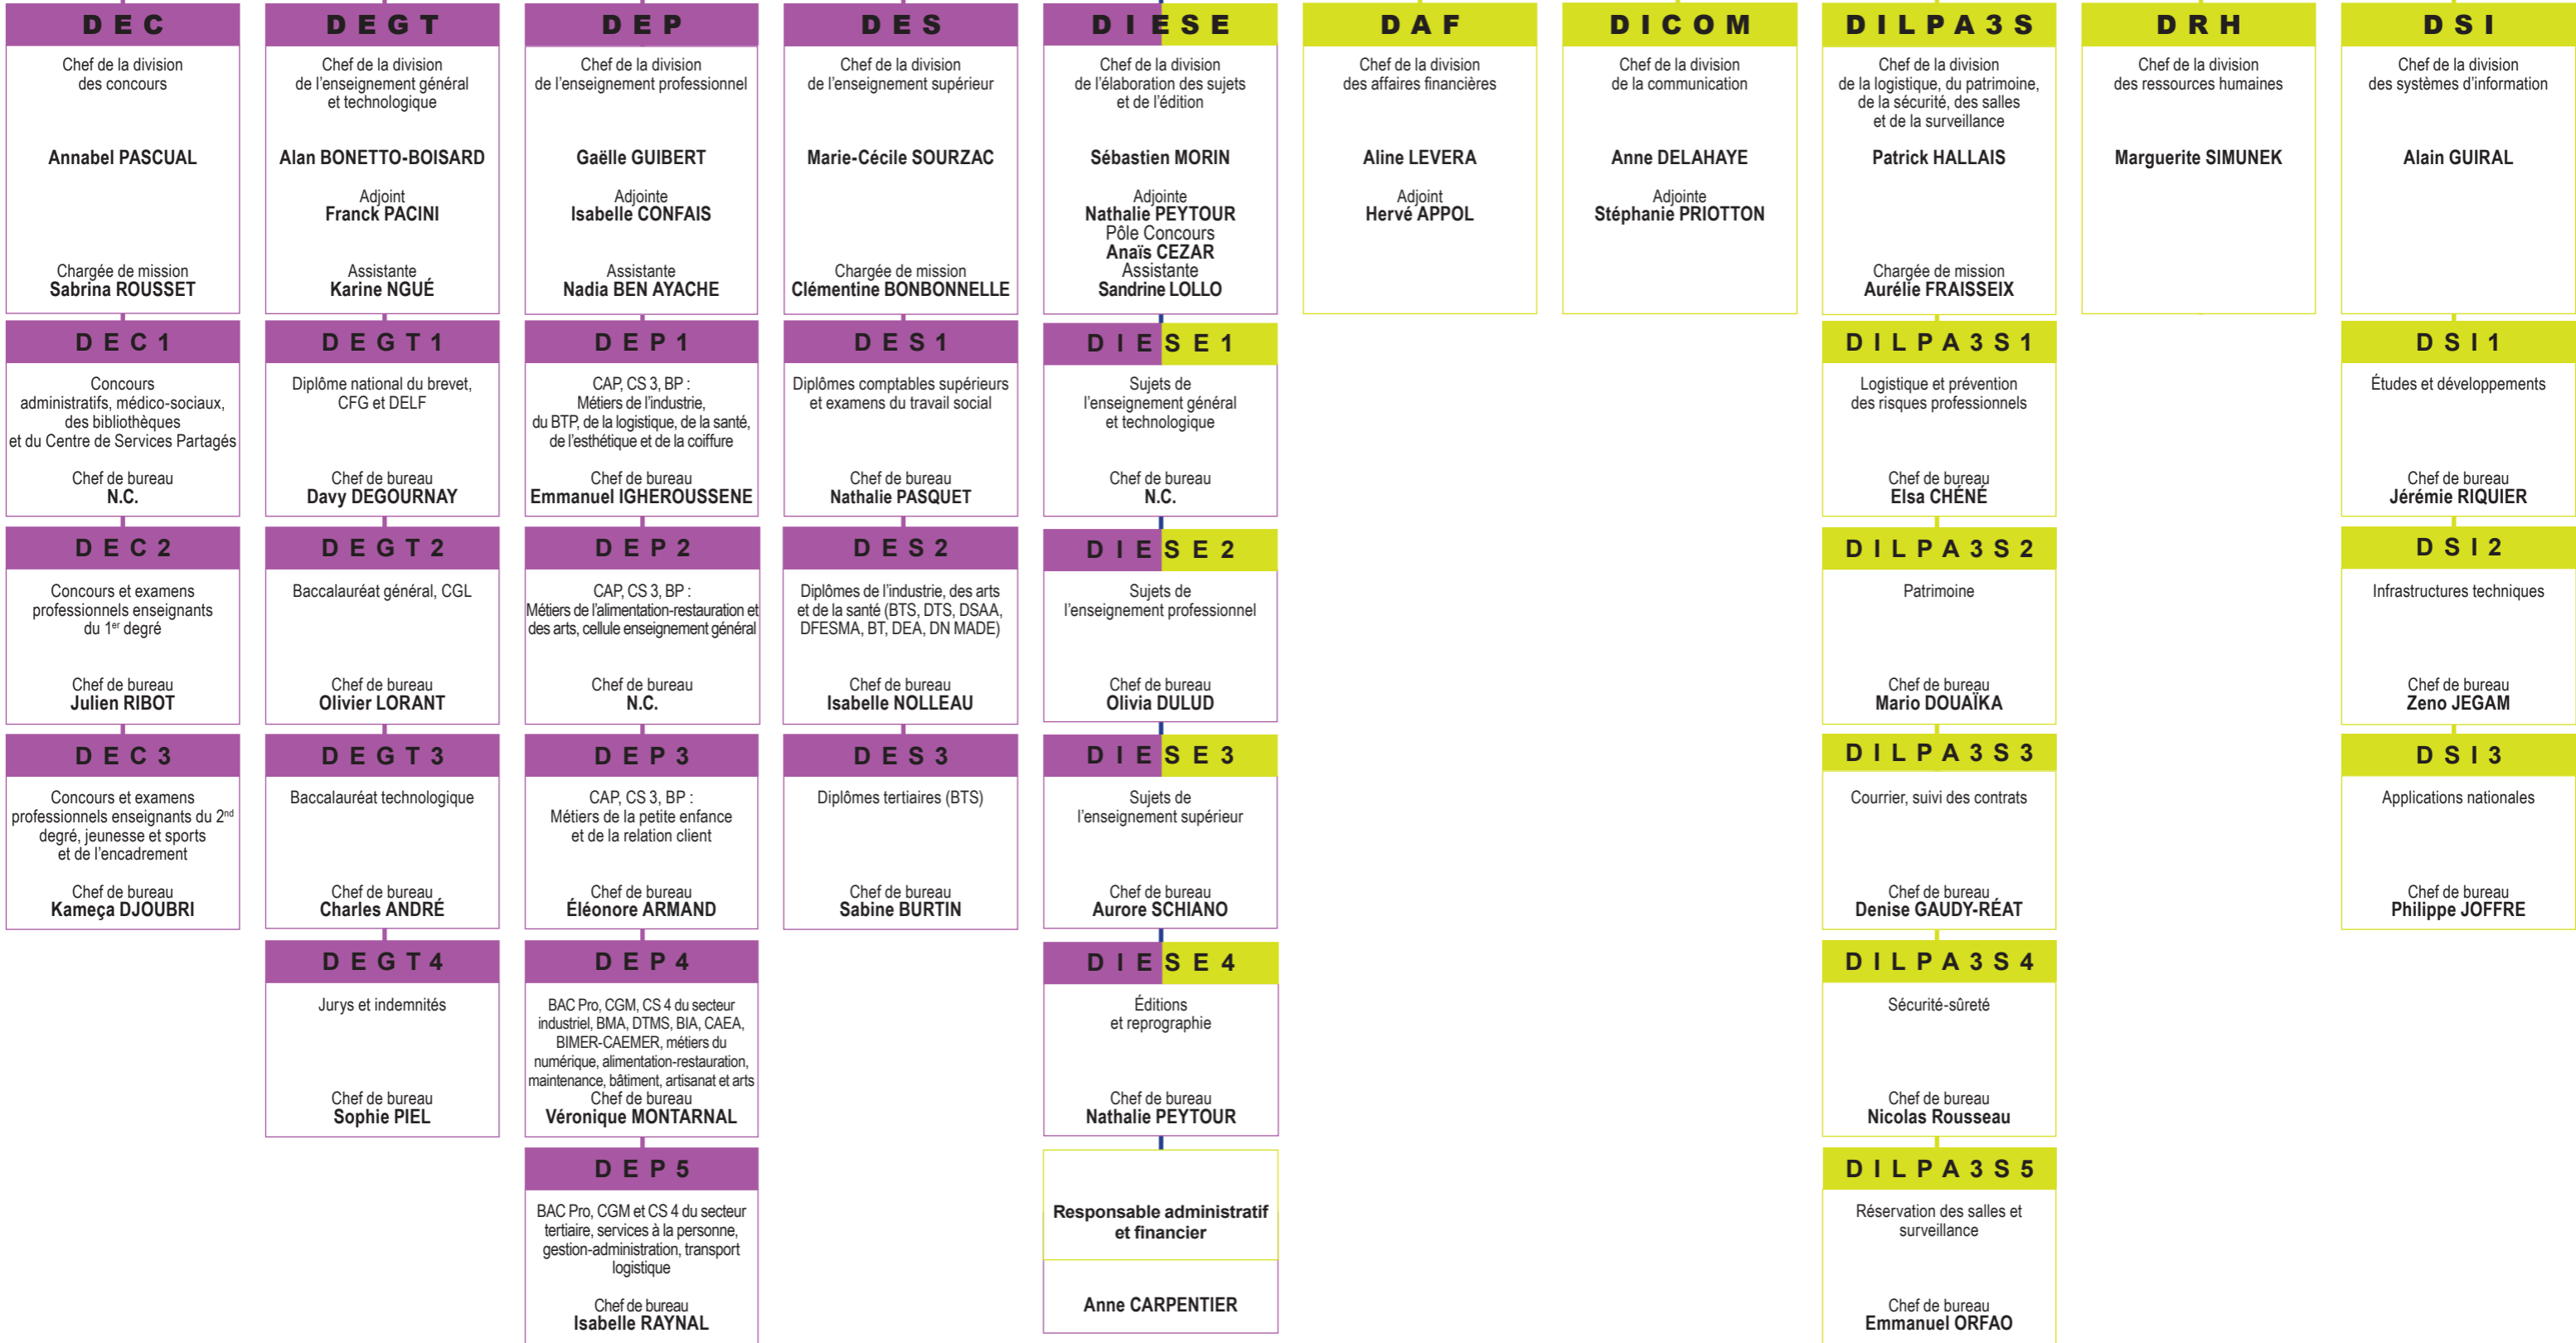 DEC
Chef de la division
des concours
Annabel PASCUAL
Chargée de mission
Sabrina ROUSSET
DEC1
Concours
administratifs, médico-sociaux,
des bibliothèques
et du Centre de Services Partagés
Chef de bureau
N.C.
DEC2
Concours et examens
professionnels enseignants
du 1er degré
Chef de bureau
Julien RIBOT
DEC3
Concours et examens
professionnels enseignants du 2nd
degré, jeunesse et sports
et de l'encadrement
Chef de bureau
Kameça DJOUBRI
DEGT
Chef de la division
de l'enseignement général
et technologique
Alan BONETTO-BOISARD
Adjoint
Franck PACINI
Assistante
Karine NGUÉ
DEGT1
Diplôme national du brevet,
CFG et DELF
Chef de bureau
Davy DEGOURNAY
DEGT2
Baccalauréat général, CGL
Chef de bureau
Olivier LORANT
DEGT3
Baccalauréat technologique
Chef de bureau
Charles ANDRÉ
DEGT4
Jurys et indemnités
Chef de bureau
Sophie PIEL
DEP
Chef de la division
de l'enseignement professionnel
Gaëlle GUIBERT
Adjointe
Isabelle CONFAIS
Assistante
Nadia BEN AYACHE
DEP1
CAP, CS 3, BP :
Métiers de l'industrie,
du BTP, de la logistique, de la santé,
de l'esthétique et de la coiffure
Chef de bureau
Emmanuel IGHEROUSSENE
DEP2
CAP, CS 3, BP :
Métiers de l'alimentation-restauration et
des arts, cellule enseignement général
Chef de bureau
N.C.
DEP3
CAP, CS 3, BP :
Métiers de la petite enfance
et de la relation client
Chef de bureau
Éléonore ARMAND
DEP4
BAC Pro, CGM, CS 4 du secteur
industriel, BMA, DTMS, BIA, CAEA,
BIMER-CAEMER, métiers du
numérique, alimentation-restauration,
maintenance, bâtiment, artisanat et arts
Chef de bureau
Véronique MONTARNAL
DEP5
BAC Pro, CGM et CS 4 du secteur
tertiaire, services à la personne,
gestion-administration, transport
logistique
Chef de bureau
Isabelle RAYNAL
DES
Chef de la division
de l'enseignement supérieur
Marie-Cécile SOURZAC
Chargée de mission
Clémentine BONBONNELLE
DES1
Diplômes comptables supérieurs
et examens du travail social
Chef de bureau
Nathalie PASQUET
DES2
Diplômes de l'industrie, des arts
et de la santé (BTS, DTS, DSAA,
DFESMA, BT, DEA, DN MADE)
Chef de bureau
Isabelle NOLLEAU
DES3
Diplômes tertiaires (BTS)
Chef de bureau
Sabine BURTIN
DIESE
Chef de la division
de l'élaboration des sujets
et de l'édition
Sébastien MORIN
Adjointe
Nathalie PEYTOUR
Pôle Concours
Anaïs CEZAR
Assistante
Sandrine LOLLO
DIESE1
Sujets de
l'enseignement général
et technologique
Chef de bureau
N.C.
DIESE2
Sujets de
l'enseignement professionnel
Chef de bureau
Olivia DULUD
DIESE3
Sujets de
l'enseignement supérieur
Chef de bureau
Aurore SCHIANO
DIESE4
Éditions
et reprographie
Chef de bureau
Nathalie PEYTOUR
Responsable administratif
et financier
Anne CARPENTIER
DAF
Chef de la division
des affaires financières
Aline LEVERA
Adjoint
Hervé APPOL
DICOM
Chef de la division
de la communication
Anne DELAHAYE
Adjointe
Stéphanie PRIOTTON
DILPA3S
Chef de la division
de la logistique, du patrimoine,
de la sécurité, des salles
et de la surveillance
Patrick HALLAIS
Chargée de mission
Aurélie FRAISSEIX
DILPA3S1
Logistique et prévention
des risques professionnels
Chef de bureau
Elsa CHÉNÉ
DILPA3S2
Patrimoine
Chef de bureau
Mario DOUAÏKA
DILPA3S3
Courrier, suivi des contrats
Chef de bureau
Denise GAUDY-RÉAT
DILPA3S4
Sécurité-sûreté
Chef de bureau
Nicolas Rousseau
DILPA3S5
Réservation des salles et
surveillance
Chef de bureau
Emmanuel ORFAO
DRH
Chef de la division
des ressources humaines
Marguerite SIMUNEK
DSI
Chef de la division
des systèmes d'information
Alain GUIRAL
DSI1
Études et développements
Chef de bureau
Jérémie RIQUIER
DSI2
Infrastructures techniques
Chef de bureau
Zeno JEGAM
DSI3
Applications nationales
Chef de bureau
Philippe JOFFRE